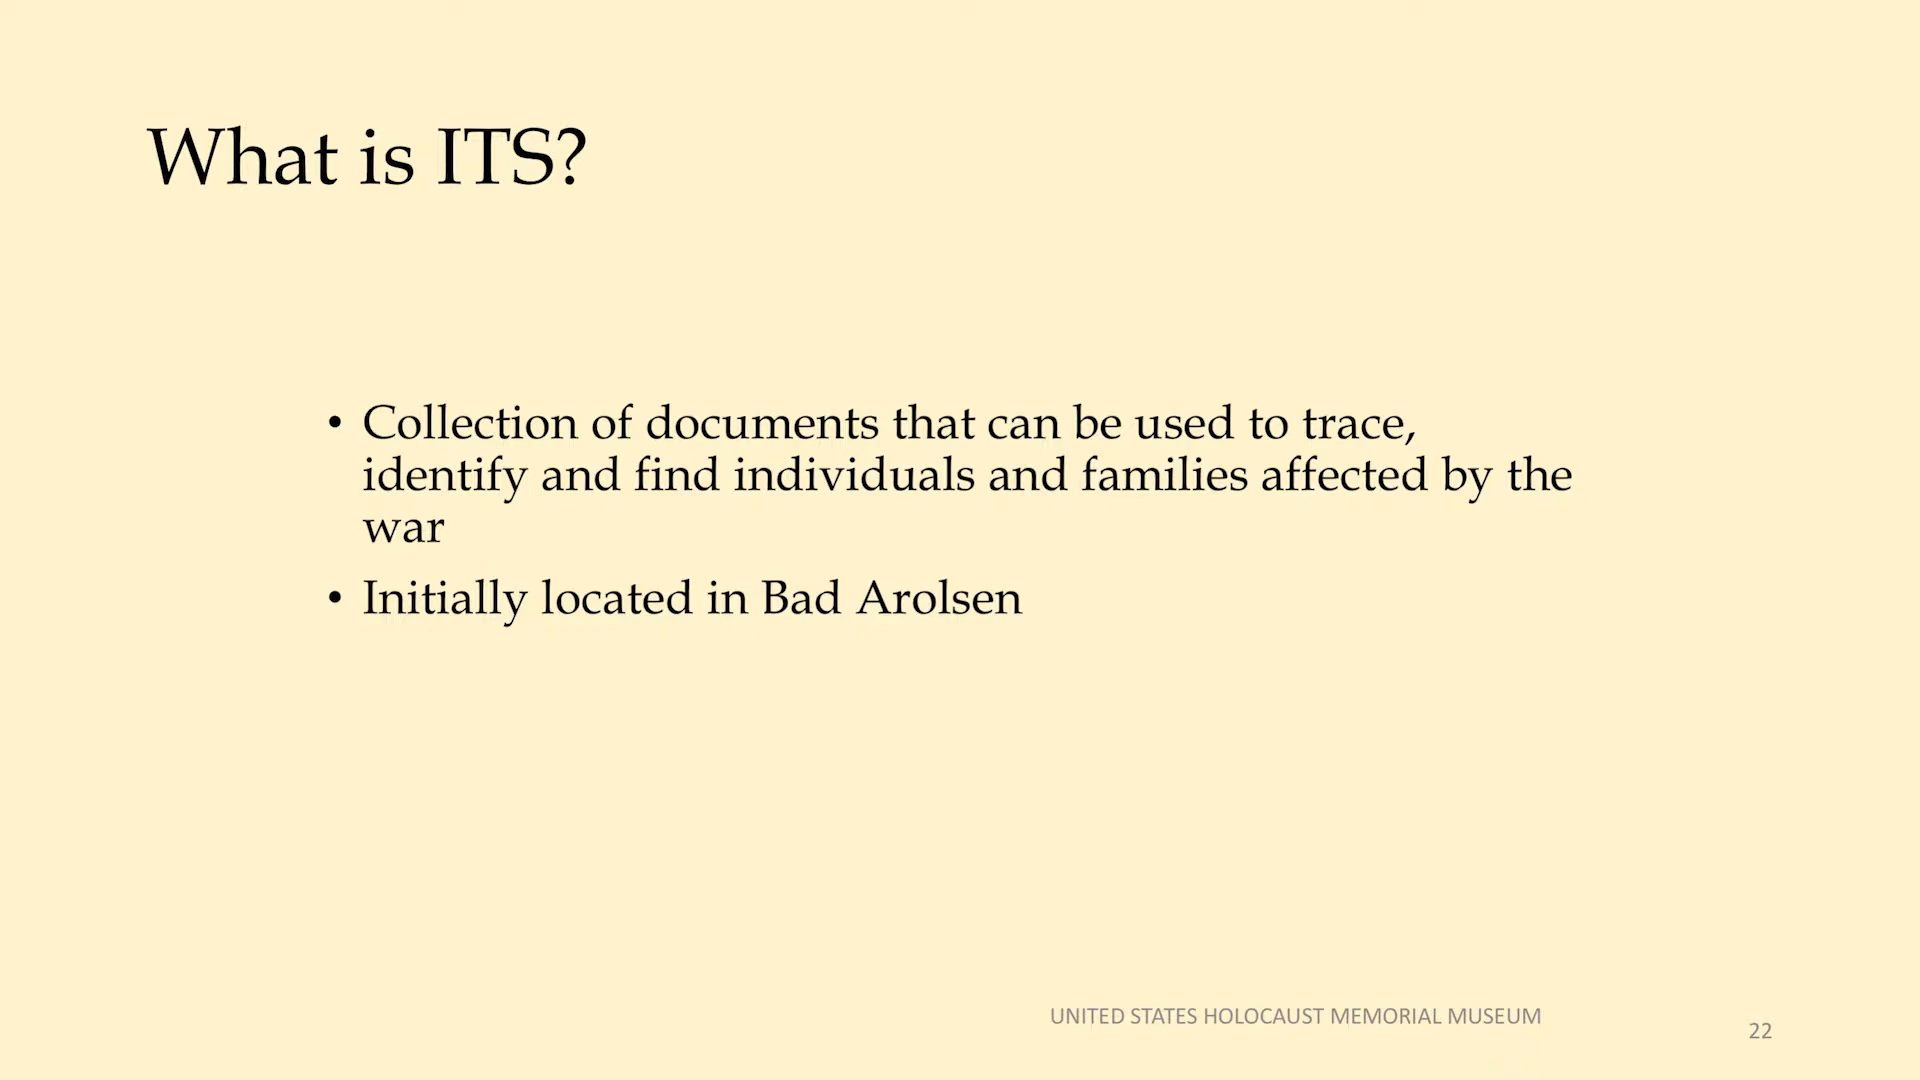 What is ITS?
• Collection of documents that can be used to trace,
identify and find individuals and families affected by the
war
• Initially located in Bad Arolsen
UNITED STATES HOLOCAUST MEMORIAL MUSEUM
22